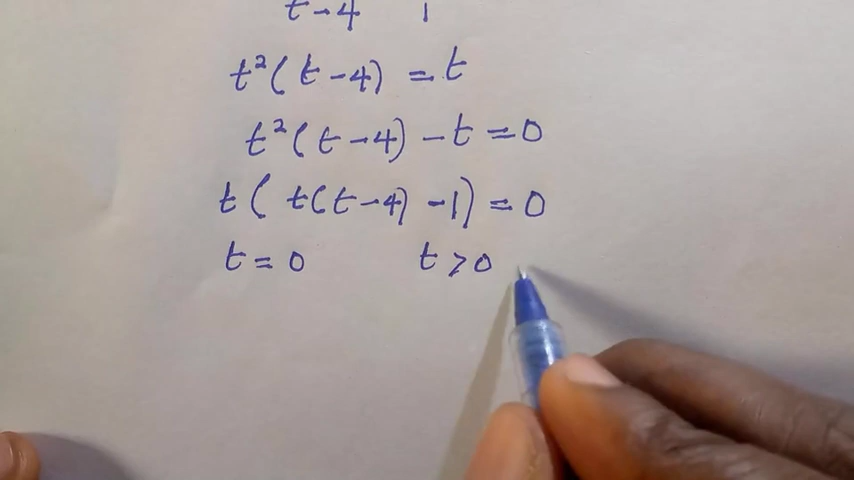 t-4 1
t²(t-4) = t
t²(t-4) - t = 0
t( t(t-4) -1) = 0
t = 0 t > 0